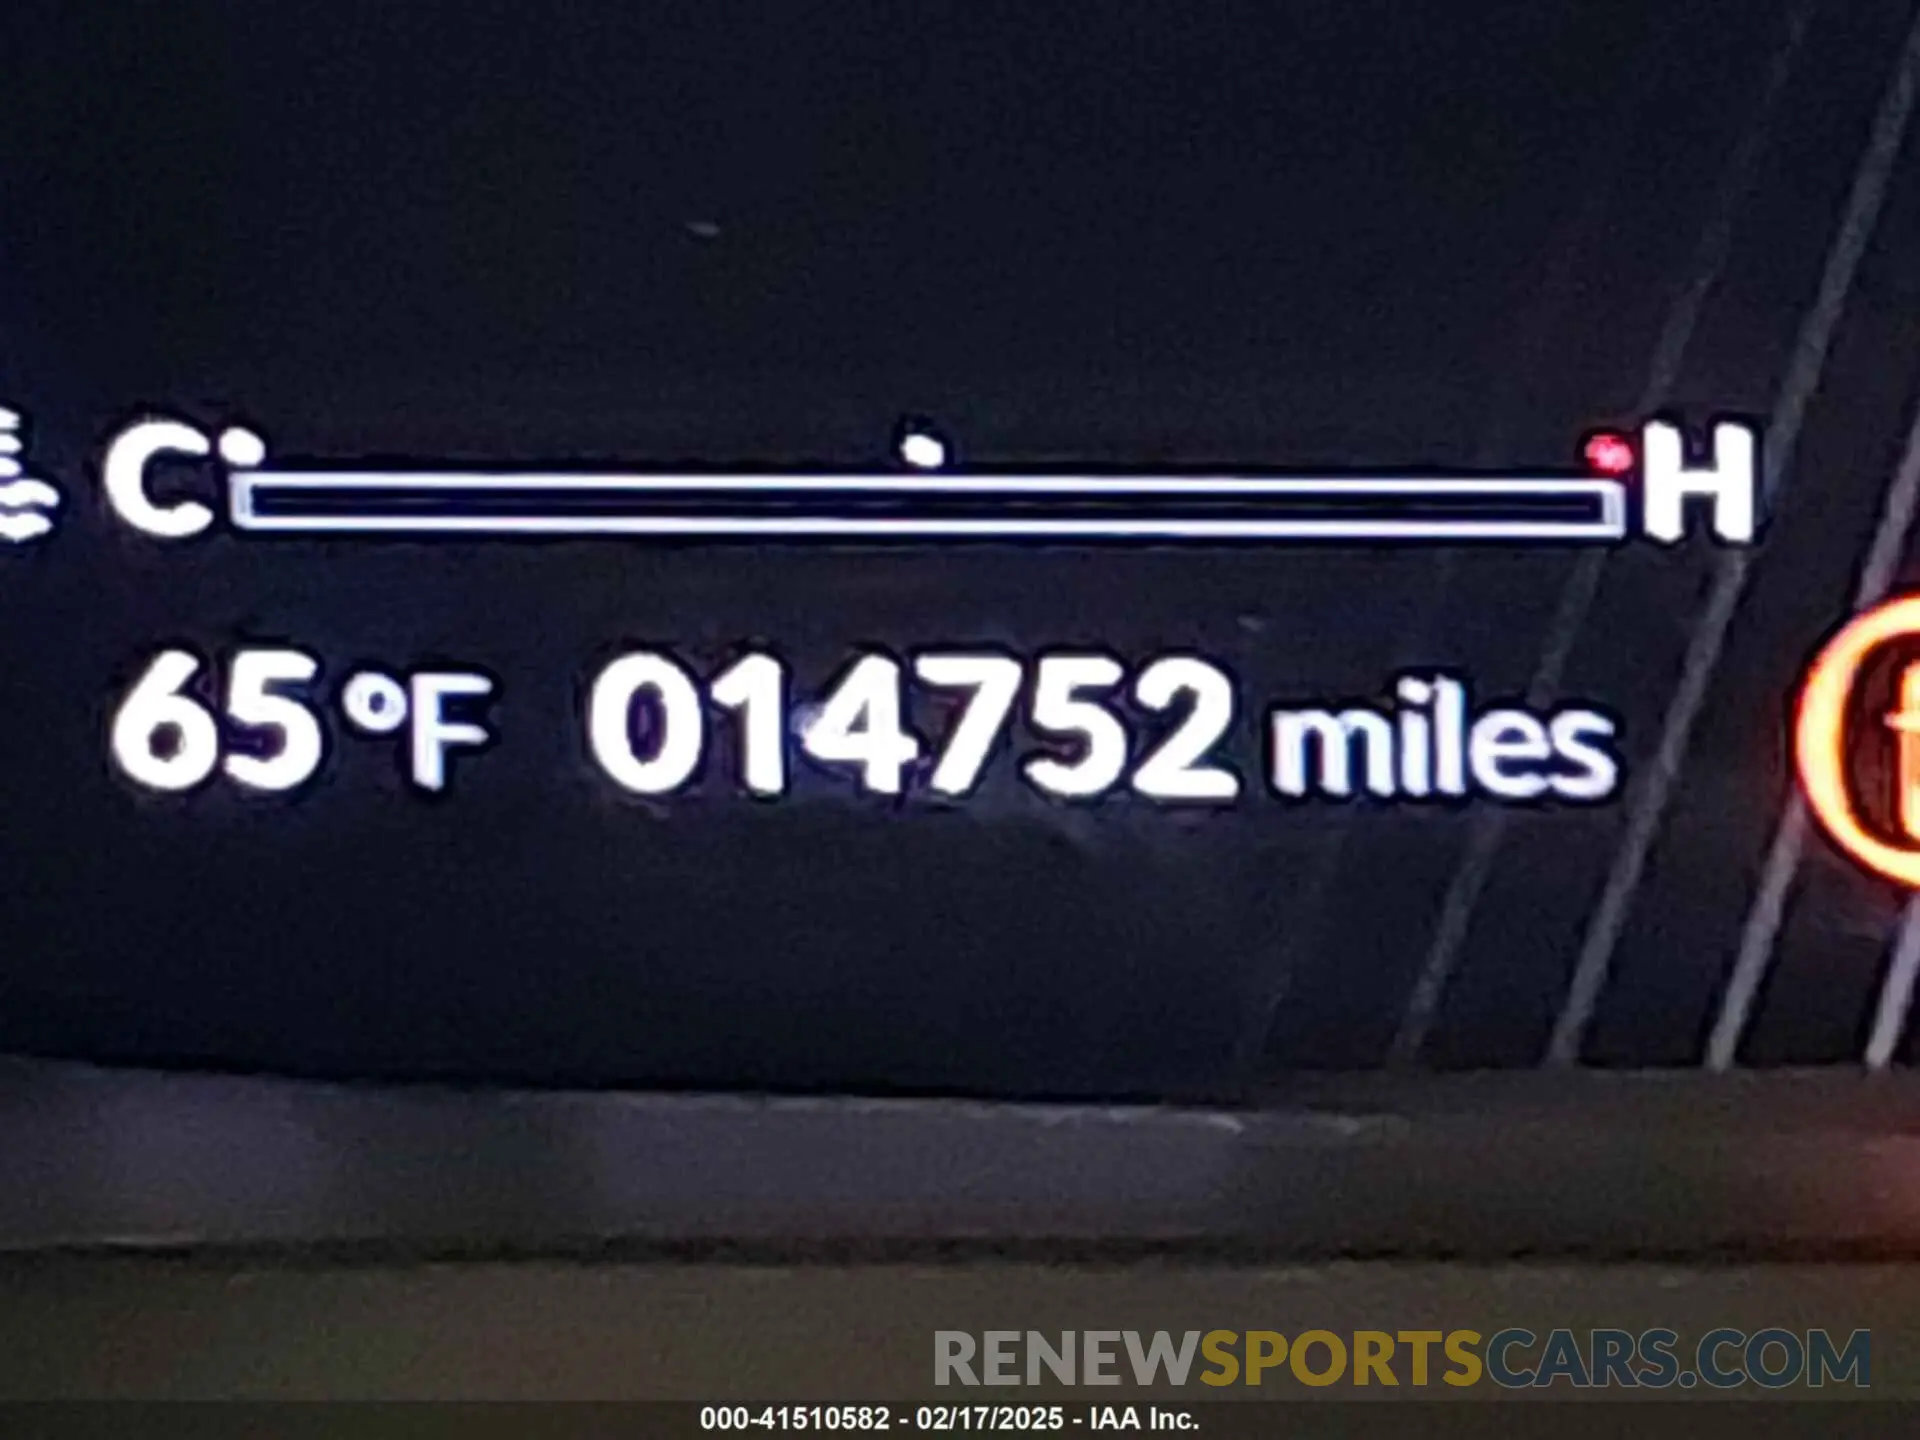 C H
65°F 014752 miles
RENEWSPORTSCARS.COM
000-41510582 - 02/17/2025 - IAA Inc.